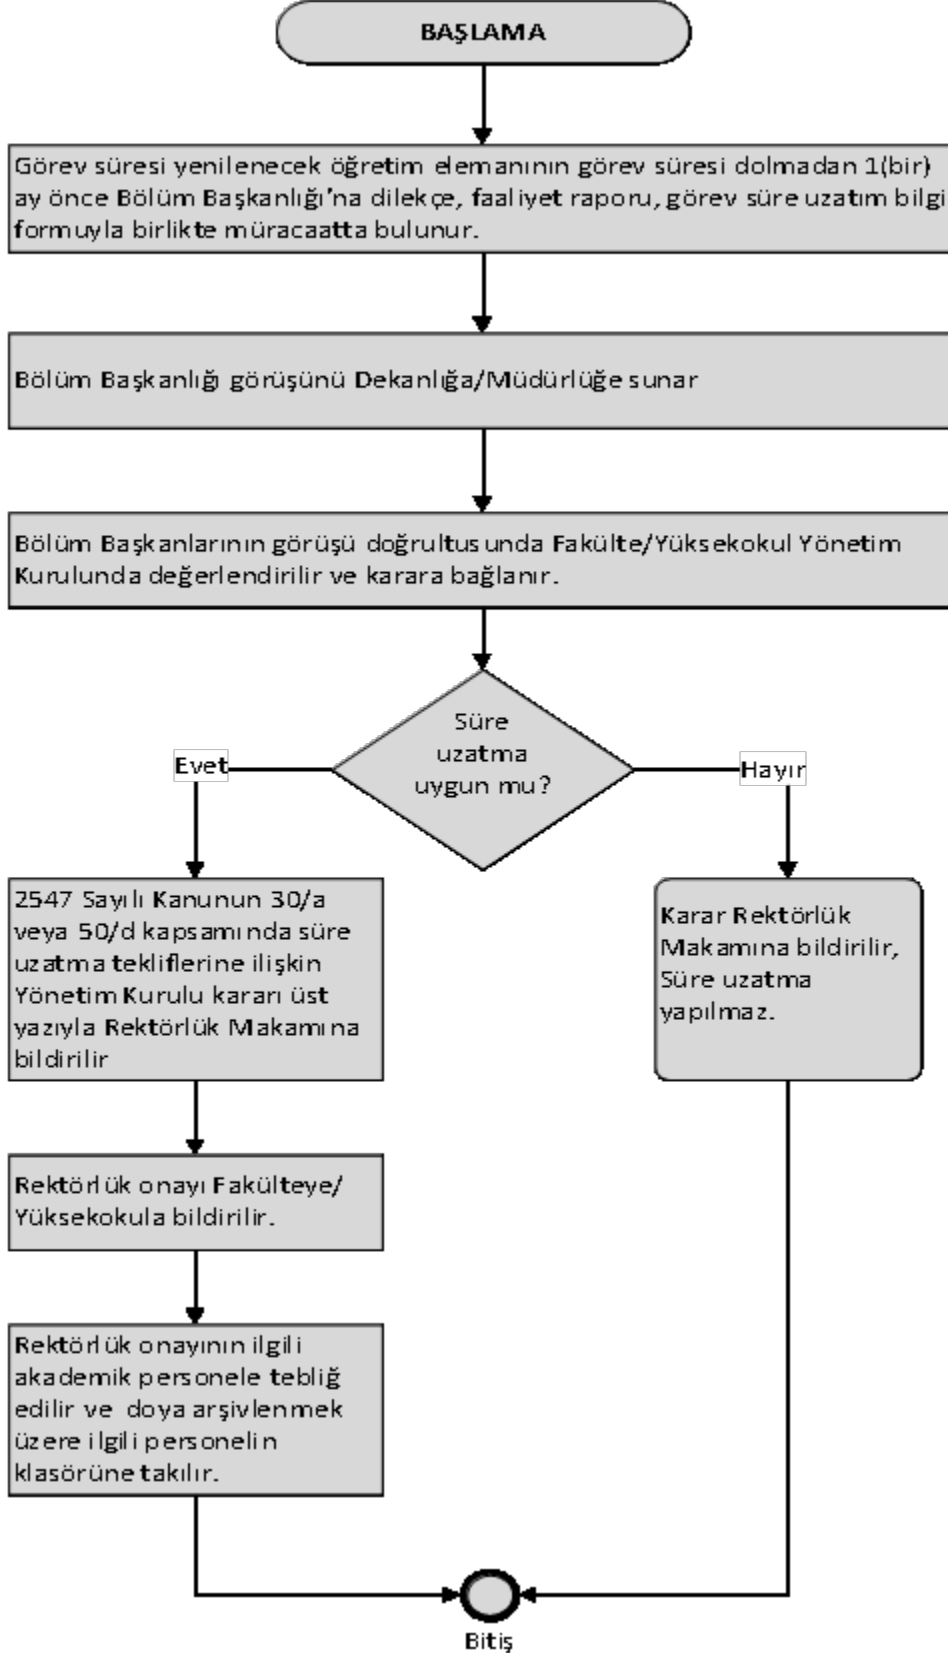 BAŞLAMA
Görev süresi yenilenecek öğretim elemanının görev süresi dolmadan 1(bir)
ay önce Bölüm Başkanlığı'na dilekçe, faaliyet raporu, görev süre uzatım bilgi
formuyla birlikte müracaatta bulunur.
Bölüm Başkanlığı görüşünü Dekanlığa/Müdürlüğe sunar
Bölüm Başkanlarının görüşü doğrultusunda Fakülte/Yüksekokul Yönetim
Kurulunda değerlendirilir ve karara bağlanır.
Süre
uzatma
uygun mu?
Evet
Hayır
2547 Sayılı Kanunun 30/a
veya 50/d kapsamında süre
uzatma tekliflerine ilişkin
Yönetim Kurulu kararı üst
yazıyla Rektörlük Makamına
bildirilir
Karar Rektörlük
Makamına bildirilir,
Süre uzatma
yapılmaz.
Rektörlük onayı Fakülteye/
Yüksekokula bildirilir.
Rektörlük onayının ilgili
akademik personele tebliğ
edilir ve doya arşivlenmek
üzere ilgili personelin
klasörüne takılır.
Bitiş